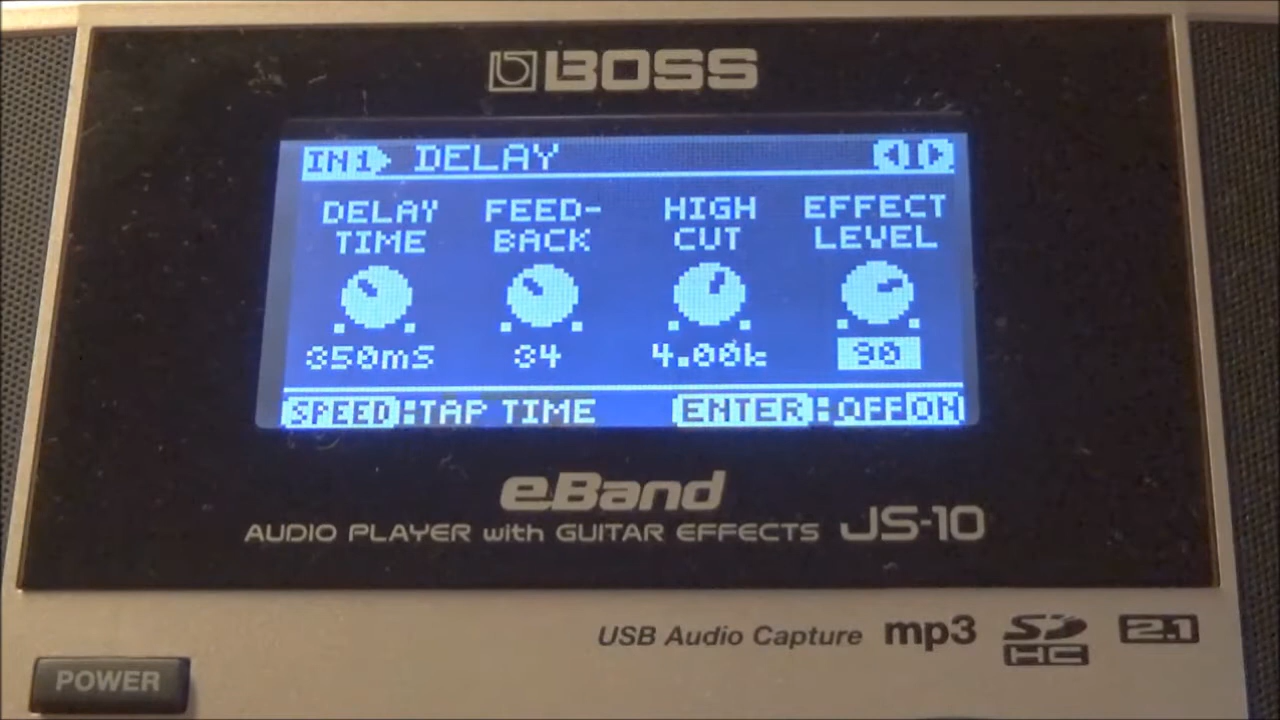 BOSS
IN1 DELAY
DELAY TIME
FEED-BACK
HIGH CUT
EFFECT LEVEL
350mS 34 4.00k 90
SPEED:TAP TIME ENTER:OFF ON
eBand
AUDIO PLAYER with GUITAR EFFECTS JS-10
USB Audio Capture mp3 SD HC 2.1
POWER